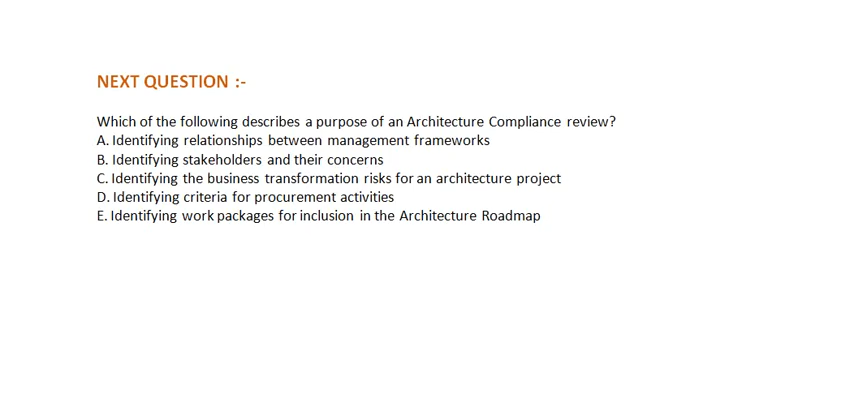 NEXT QUESTION :-
Which of the following describes a purpose of an Architecture Compliance review?
A. Identifying relationships between management frameworks
B. Identifying stakeholders and their concerns
C. Identifying the business transformation risks for an architecture project
D. Identifying criteria for procurement activities
E. Identifying work packages for inclusion in the Architecture Roadmap